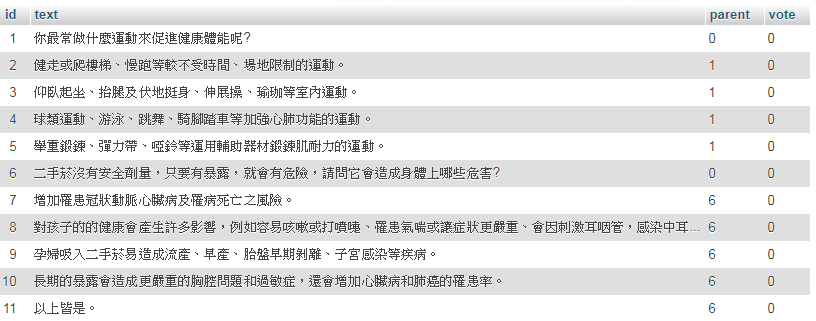 id text parent vote
1 你最常做什麼運動來促進健康體能呢? 0 0
2 健走或爬樓梯、慢跑等較不受時間、場地限制的運動。 1 0
3 仰臥起坐、抬腿及伏地挺身、伸展操、瑜珈等室內運動。 1 0
4 球類運動、游泳、跳舞、騎腳踏車等加強心肺功能的運動。 1 0
5 舉重鍛鍊、彈力帶、啞鈴等運用輔助器材鍛鍊肌耐力的運動。 1 0
6 二手菸沒有安全劑量，只要有暴露，就會有危險，請問它會造成身體上哪些危害? 0 0
7 增加罹患冠狀動脈心臟病及罹病死亡之風險。 6 0
8 對孩子的的健康會產生許多影響，例如容易咳嗽或打噴嚏、罹患氣喘或讓症狀更嚴重、會因刺激耳咽管，感染中耳... 6 0
9 孕婦吸入二手菸易造成流產、早產、胎盤早期剝離、子宮感染等疾病。 6 0
10 長期的暴露會造成更嚴重的胸腔問題和過敏症，還會增加心臟病和肺癌的罹患率。 6 0
11 以上皆是。 6 0